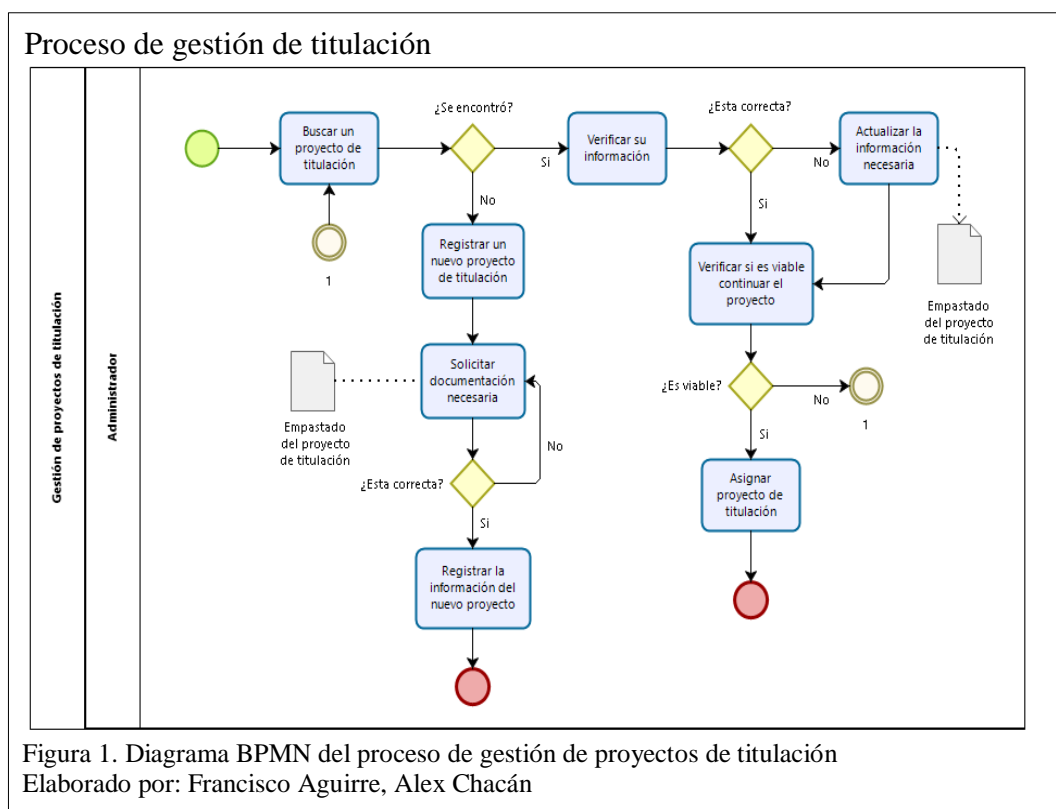 Proceso de gestión de titulación
Gestión de proyectos de titulación
Administrador
Buscar un
proyecto de
titulación
¿Se encontró?
Si
No
Verificar su
información
¿Esta correcta?
No
Si
Actualizar la
información
necesaria
Empastado
del proyecto
de titulación
1
Registrar un
nuevo proyecto
de titulación
Verificar si es viable
continuar el
proyecto
Solicitar
documentación
necesaria
Empastado
del proyecto
de titulación
¿Es viable?
No
1
Si
No
¿Esta correcta?
Si
Asignar
proyecto de
titulación
Registrar la
información del
nuevo proyecto
Figura 1. Diagrama BPMN del proceso de gestión de proyectos de titulación
Elaborado por: Francisco Aguirre, Alex Chacán